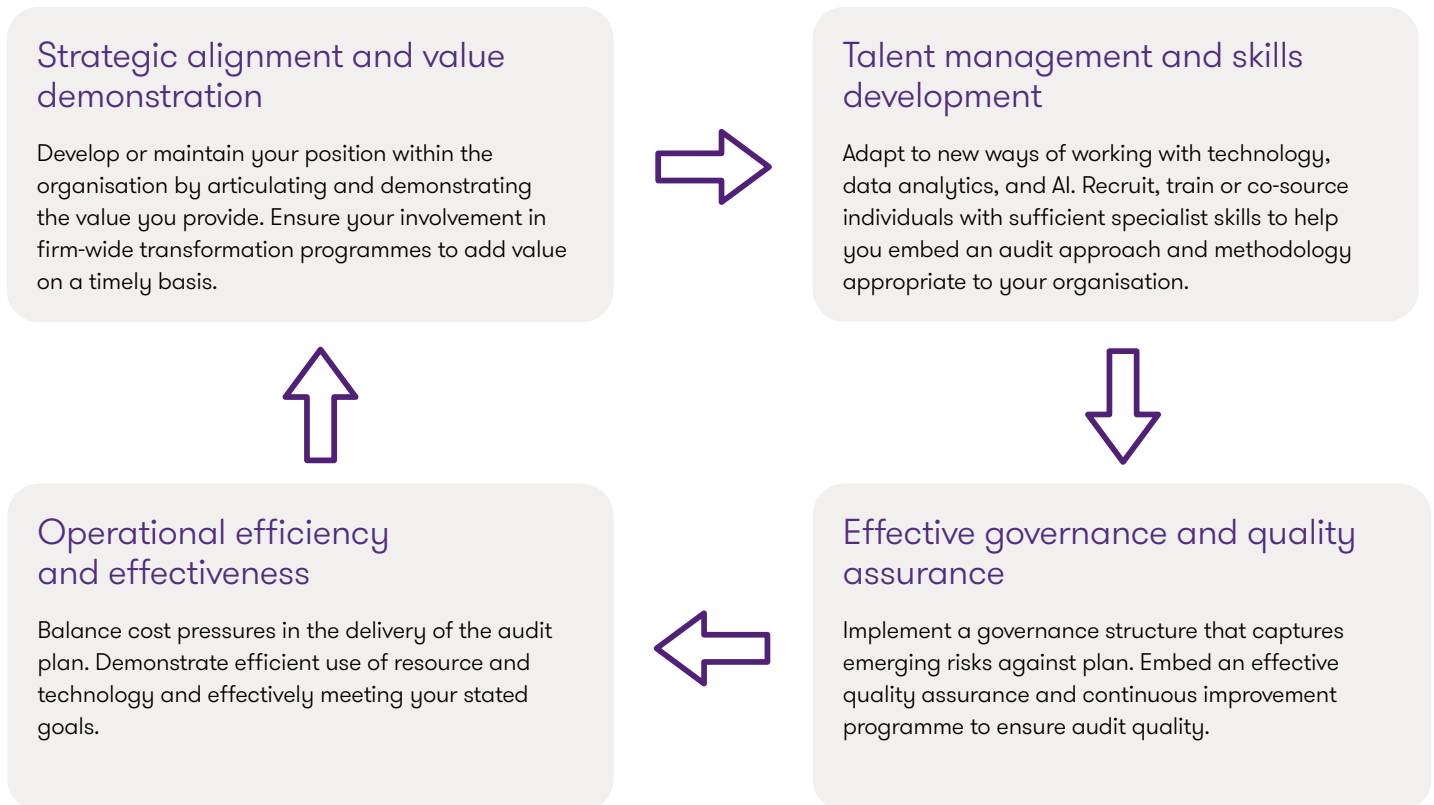 Strategic alignment and value
demonstration
Develop or maintain your position within the
organisation by articulating and demonstrating
the value you provide. Ensure your involvement in
firm-wide transformation programmes to add value
on a timely basis.
Talent management and skills
development
Adapt to new ways of working with technology,
data analytics, and AI. Recruit, train or co-source
individuals with sufficient specialist skills to help
you embed an audit approach and methodology
appropriate to your organisation.
Operational efficiency
and effectiveness
Balance cost pressures in the delivery of the audit
plan. Demonstrate efficient use of resource and
technology and effectively meeting your stated
goals.
Effective governance and quality
assurance
Implement a governance structure that captures
emerging risks against plan. Embed an effective
quality assurance and continuous improvement
programme to ensure audit quality.